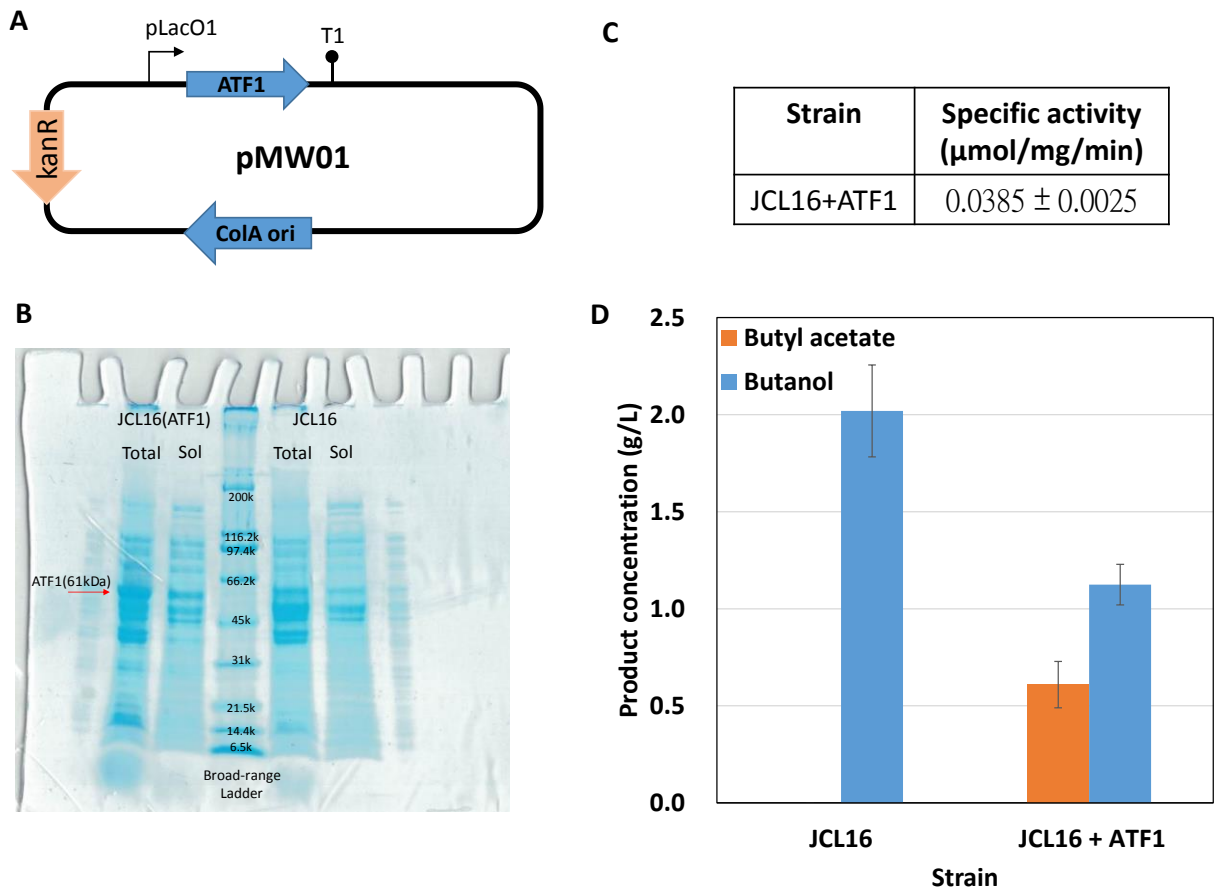 A
pLacO1
T1
ATF1
kanR
pMW01
ColA ori
B
JCL16(ATF1)
JCL16
Total
Sol
Total
Sol
200k
116.2k
97.4k
66.2k
ATF1(61kDa)
45k
31k
21.5k
14.4k
6.5k
Broad-range
Ladder
C
Strain
Specific activity
(µmol/mg/min)
JCL16+ATF1
0.0385 ± 0.0025
D
Butyl acetate
Butanol
Product concentration (g/L)
2.5
2.0
1.5
1.0
0.5
0.0
JCL16
JCL16 + ATF1
Strain